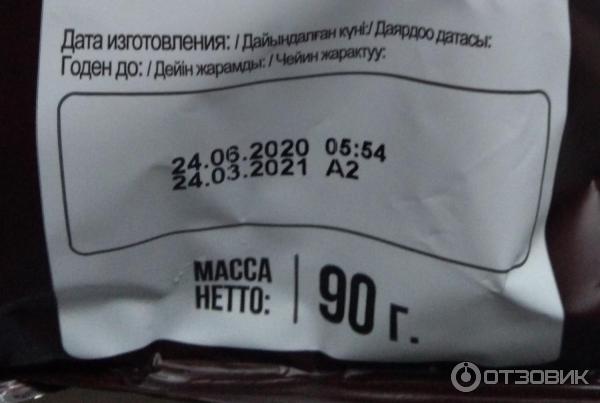 Дата изготовления: / Дайындалған күні:/ Даярдоо датасы:
Годен до: / Дейін жарамды: / Чейин жарактуу:
24.06.2020 05:54
24.03.2021 A2
МАССА
НЕТТО: 90 г.
ОТЗОВИК